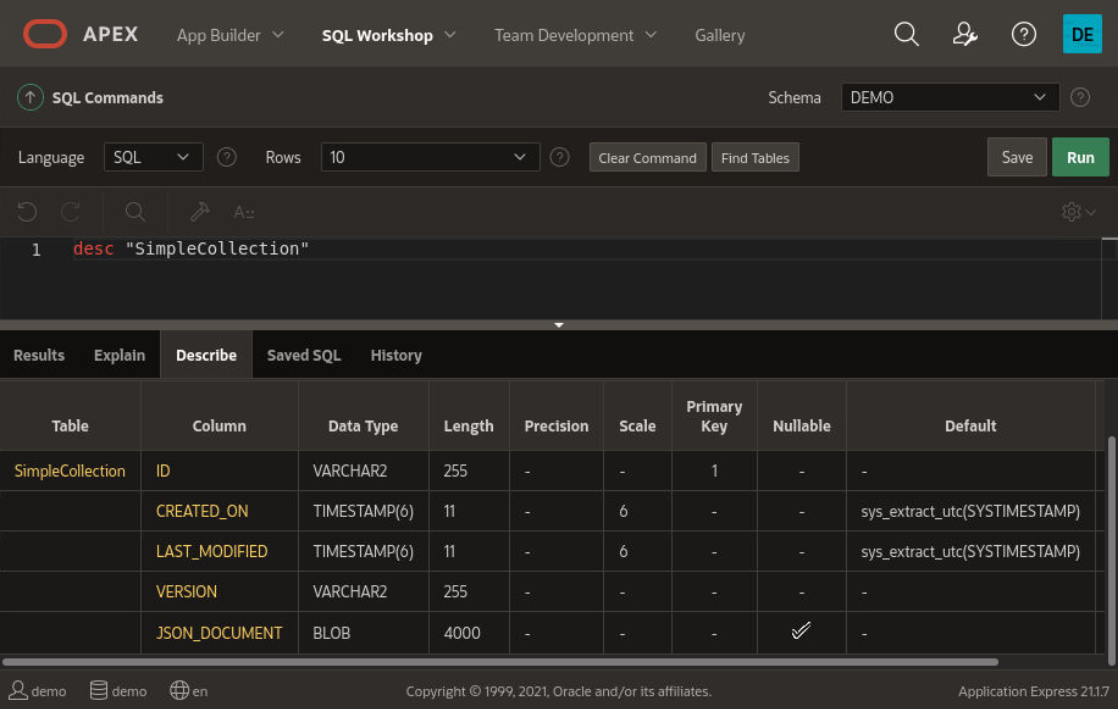 APEX App Builder SQL Workshop Team Development Gallery ? DE
SQL Commands Schema DEMO ?
Language SQL ? Rows 10 ? Clear Command Find Tables Save Run
A::
1 desc "SimpleCollection"
Results Explain Describe Saved SQL History
Table Column Data Type Length Precision Scale Primary Key Nullable Default
SimpleCollection ID VARCHAR2 255 - - 1 - -
CREATED_ON TIMESTAMP(6) 11 - 6 - - sys_extract_utc(SYSTIMESTAMP)
LAST_MODIFIED TIMESTAMP(6) 11 - 6 - - sys_extract_utc(SYSTIMESTAMP)
VERSION VARCHAR2 255 - - - - -
JSON_DOCUMENT BLOB 4000 - - - -
demo demo en Copyright © 1999, 2021, Oracle and/or its affiliates. Application Express 21.1.7